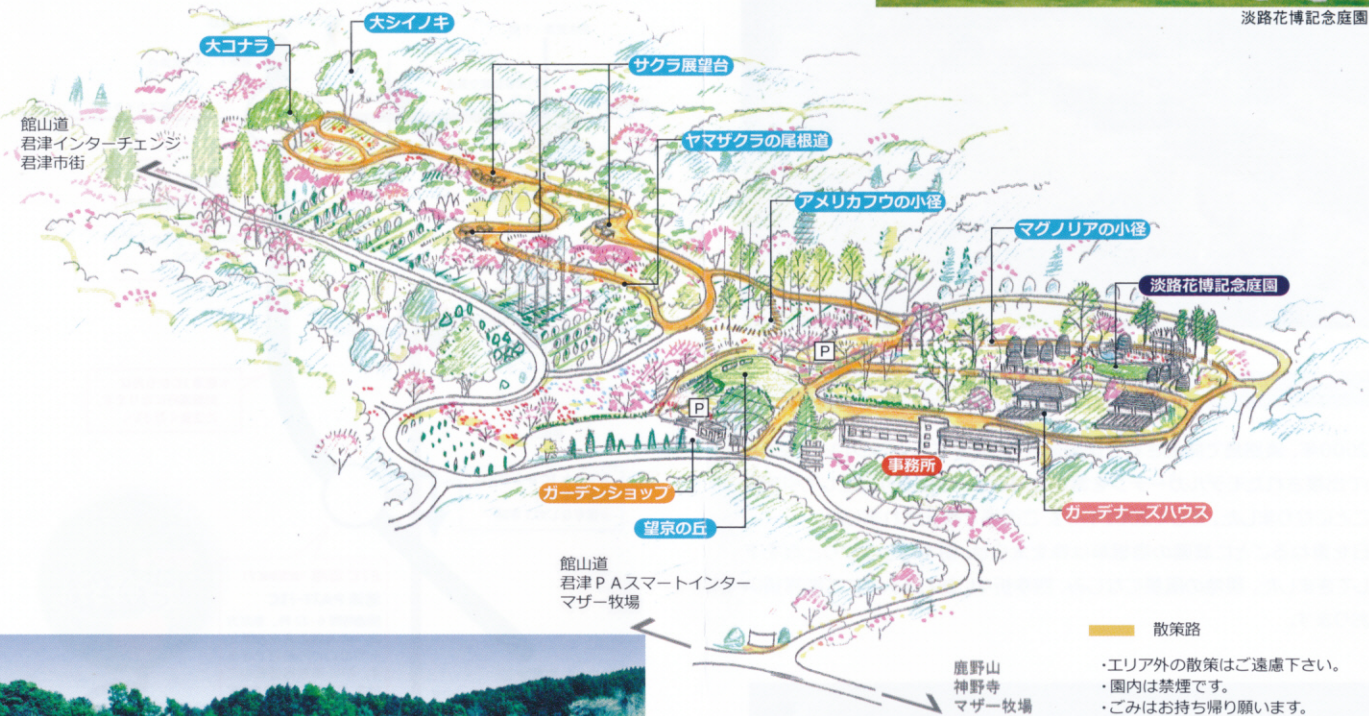 淡路花博記念庭園
大シイノキ
大コナラ
サクラ展望台
館山道
君津インターチェンジ
君津市街
ヤマザクラの尾根道
アメリカフウの小径
マグノリアの小径
淡路花博記念庭園
P
P
事務所
ガーデンショップ
ガーデナーズハウス
望京の丘
館山道
君津PAスマートインター
マザー牧場
散策路
鹿野山
神野寺
マザー牧場
・エリア外の散策はご遠慮下さい。
・園内は禁煙です。
・ごみはお持ち帰り願います。